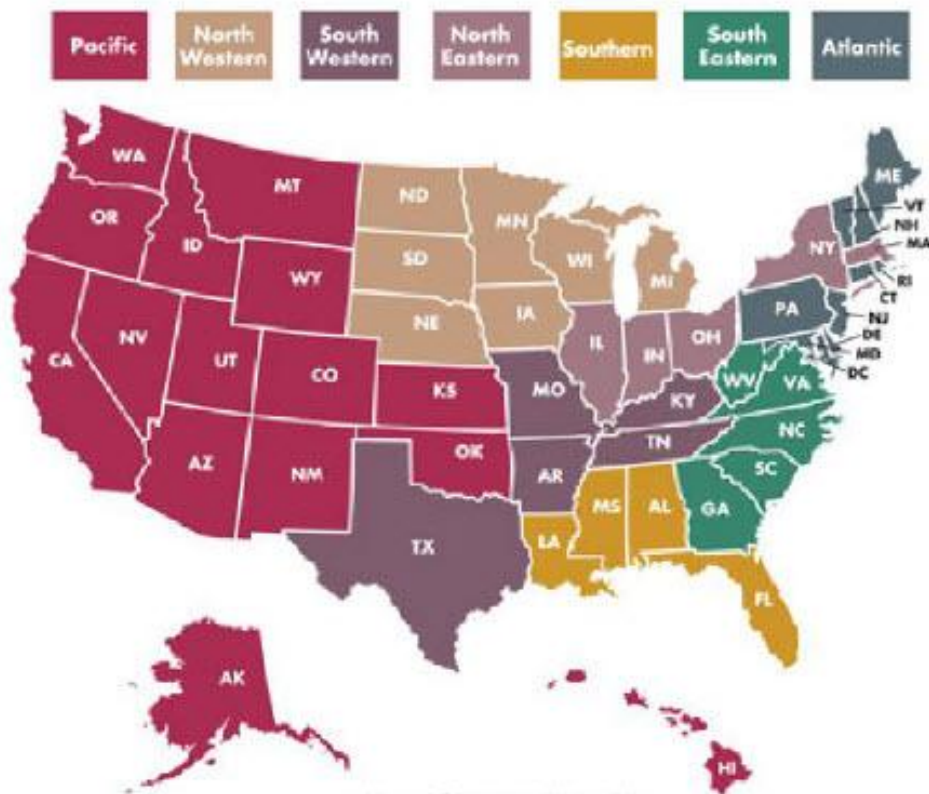 Pacific
North
Western
South
Western
North
Eastern
Southern
South
Eastern
Atlantic
WA
MT
ND
MN
ME
VT
NH
MA
OR
ID
SD
WI
NY
WY
MI
RI
CT
NJ
NE
IA
PA
DE
MD
DC
NV
CA
UT
CO
IL
IN
OH
WV
VA
KS
MO
KY
NC
AZ
NM
OK
AR
TN
SC
MS
AL
GA
TX
LA
FL
AK
HI